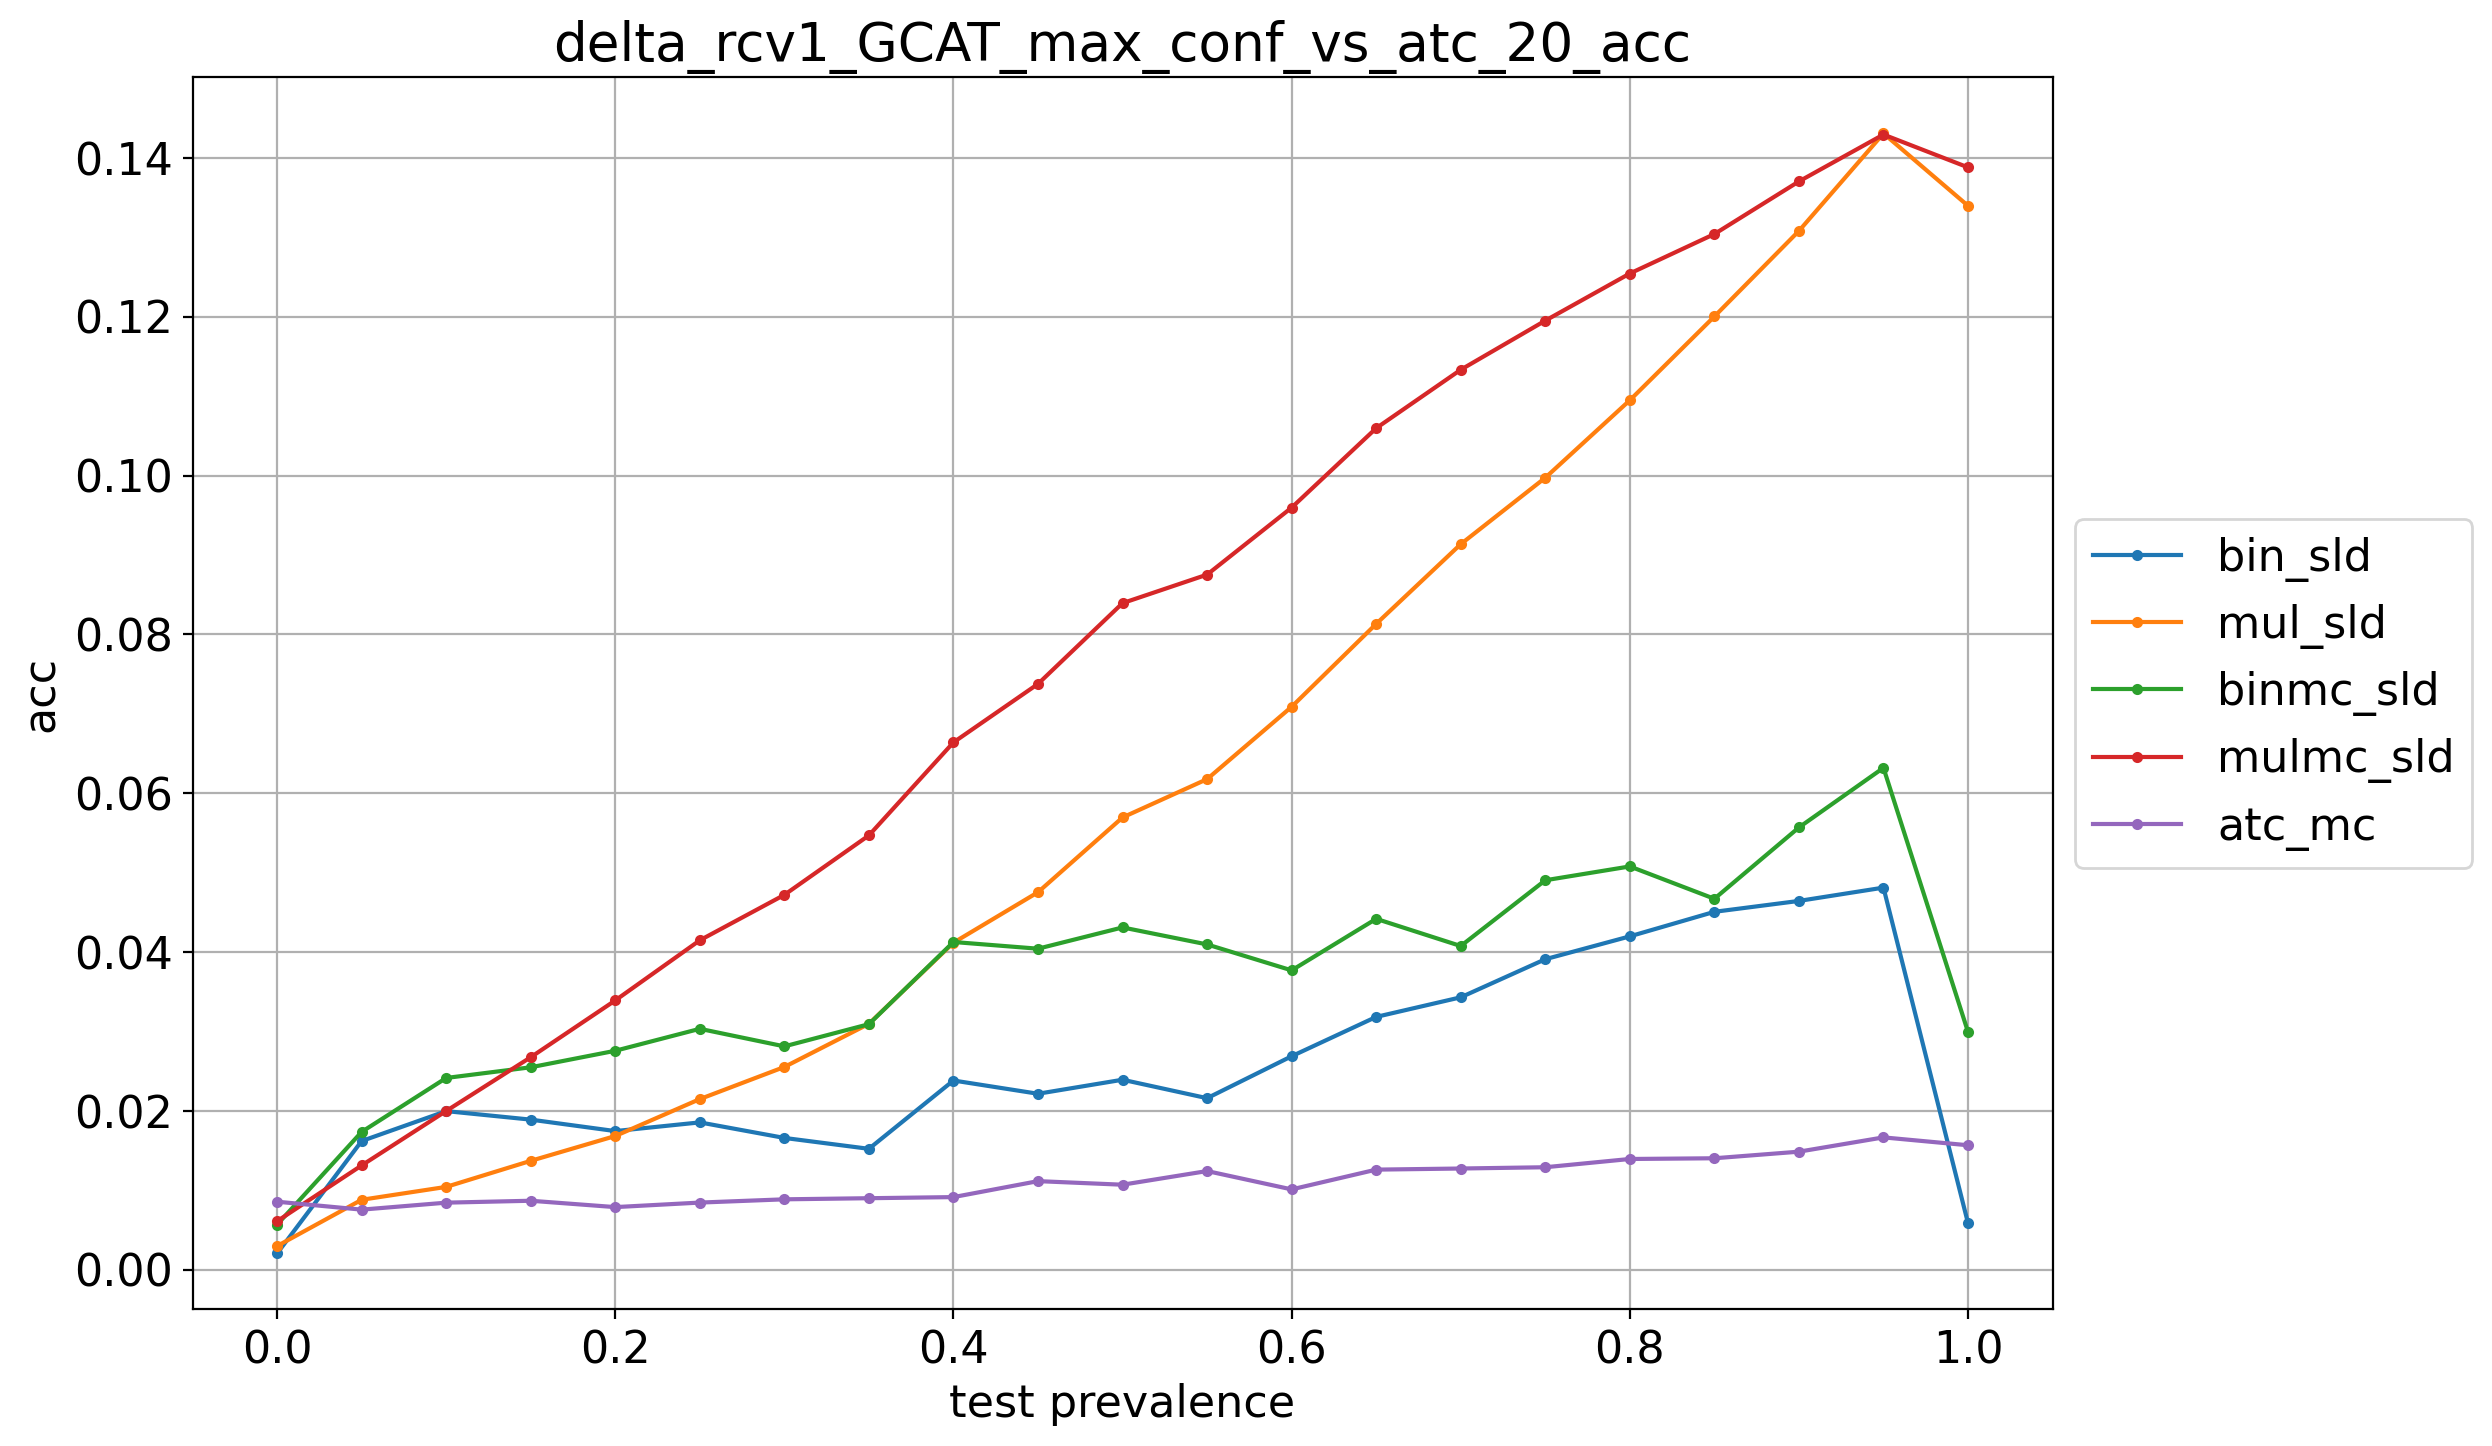 delta_rcv1_GCAT_max_conf_vs_atc_20_acc
acc
0.14
0.12
0.10
0.08
0.06
0.04
0.02
0.00
0.0 0.2 0.4 0.6 0.8 1.0
test prevalence
bin_sld
mul_sld
binmc_sld
mulmc_sld
atc_mc